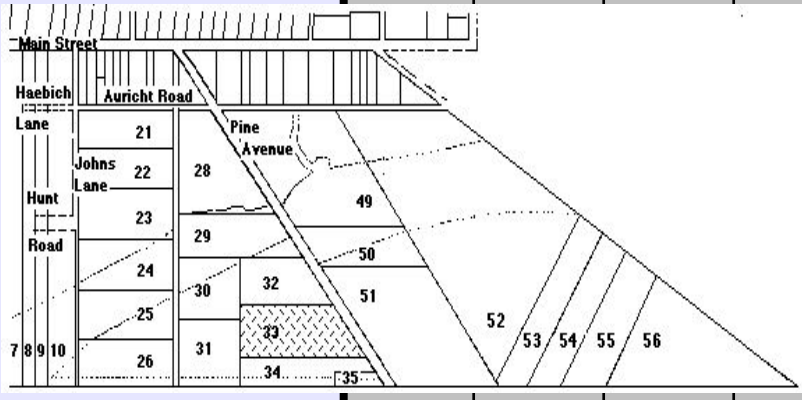 Main Street
Haebich
Lane
Auricht Road
Pine
Avenue
21
Johns
Lane
22
28
Hunt
Road
23
49
29
50
24
30
32
51
25
33
52
53
54
55
56
7 8 9 10
26
31
34
35